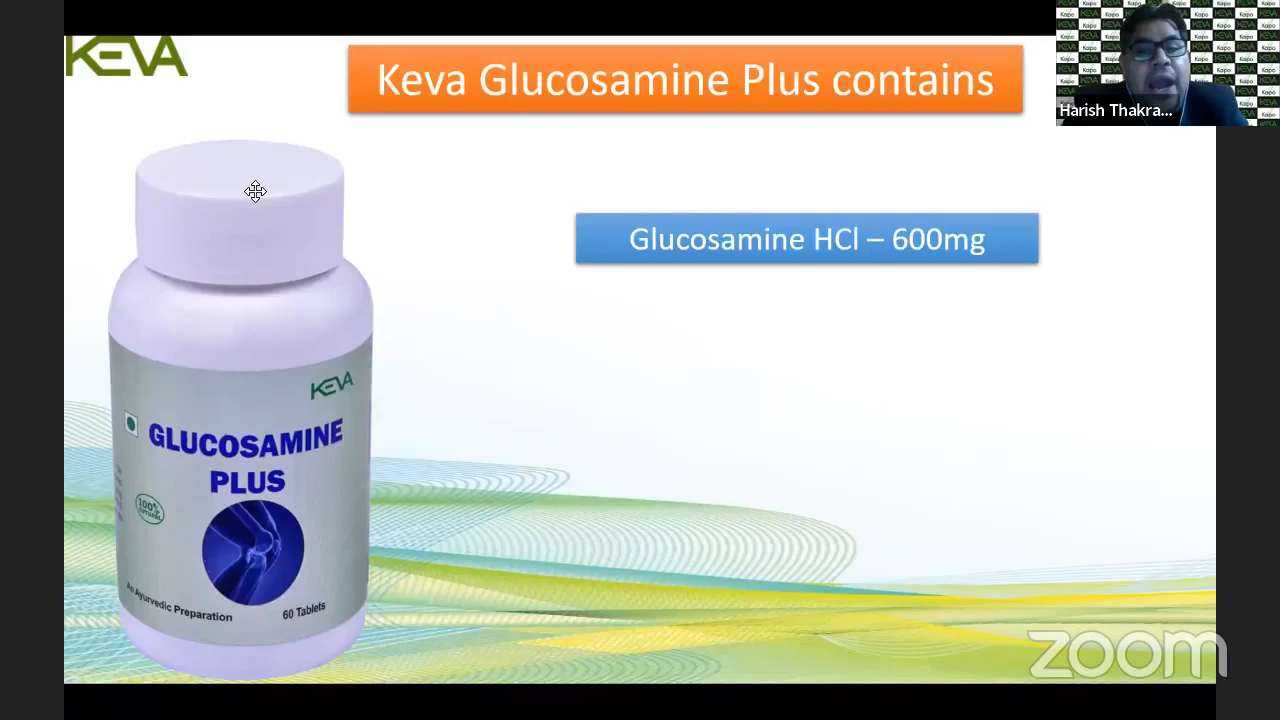 KEVA
Keva Glucosamine Plus contains
Harish Thakra...
Glucosamine HCl – 600mg
KEVA
GLUCOSAMINE
PLUS
100%
An Ayurvedic Preparation
60 Tablets
zoom